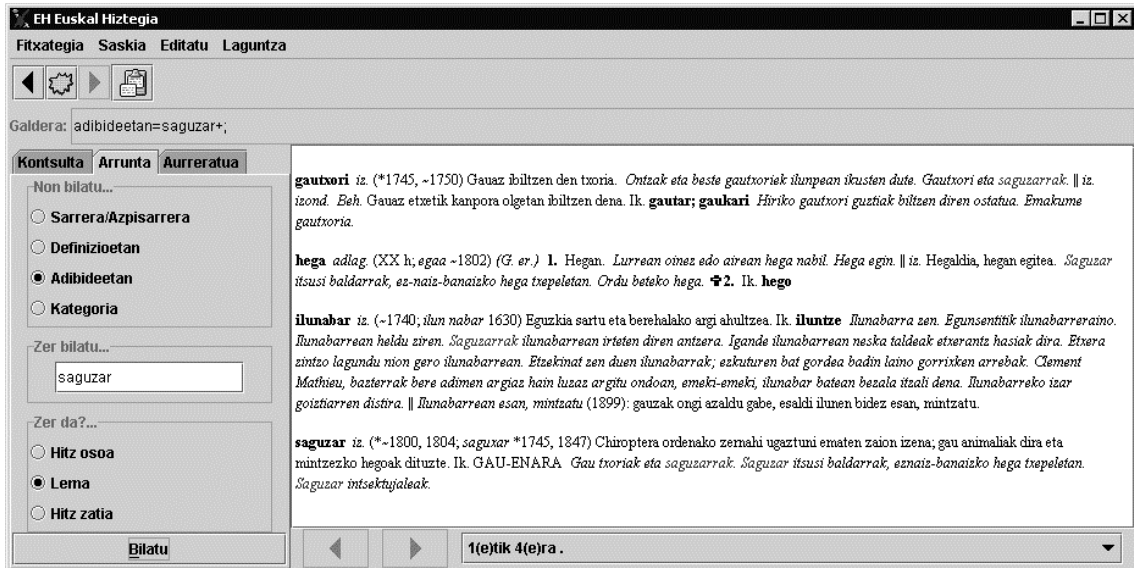 EH Euskal Hiztegia
Fitxategia Saskia Editatu Laguntza
Galdera: adibideetan=saguzar+;
Kontsulta Arrunta Aurreratua
Non bilatu...
Sarrera/Azpisarrera
Definizioetan
Adibideetan
Kategoria
Zer bilatu...
saguzar
Zer da?...
Hitz osoa
Lema
Hitz zatia
Bilatu
gautxori iz. (*1745, ~1750) Gauaz ibiltzen den txoria. Ontzak eta beste gautxoriek ilunpean ikusten dute. Gautxori eta saguzarrak. || iz.
izond. Beh. Gauaz etxetik kanpora olgetan ibiltzen dena. Ik. gautar; gaukari Hiriko gautxori guztiak biltzen diren ostatua. Emakume
gautxoria.
hega adlag. (XX h; egaa ~1802) (G. er.) 1. Hegan. Lurrean oinez edo airean hega nabil. Hega egin. || iz. Hegaldia, hegan egitea. Saguzar
itsusi baldarrak, ez-naiz-banaizko hega txepeletan. Ordu beteko hega. ✞2. Ik. hego
ilunabar iz. (~1740; ilun nabar 1630) Eguzkia sartu eta berehalako argi ahultzea. Ik. iluntze Ilunabarra zen. Egunsentitik ilunabarreraino.
Ilunabarrean heldu ziren. Saguzarrak ilunabarrean irteten diren antzera. Igande ilunabarrean neska taldeak etxerantz hasiak dira. Etxera
zintzo lagundu nion gero ilunabarrean. Etzekinat zen duen ilunabarrak; ezkuturen bat gordea badin laino gorrixken arrebak. Clement
Mathieu, bazterrak bere adimen argiaz hain luzaz argitu ondoan, emeki-emeki, ilunabar batean bezala itzali dena. Ilunabarreko izar
goiztiarren distira. || Ilunabarrean esan, mintzatu (1899): gauzak ongi azaldu gabe, esaldi ilunen bidez esan, mintzatu.
saguzar iz. (*~1800, 1804; saguxar *1745, 1847) Chiroptera ordenako zernahi ugaztuni ematen zaion izena; gau animaliak dira eta
mintzezko hegoak dituzte. Ik. GAU-ENARA Gau txoriak eta saguzarrak. Saguzar itsusi baldarrak, eznaiz-banaizko hega txepeletan.
Saguzar intsektujaleak.
1(e)tik 4(e)ra .